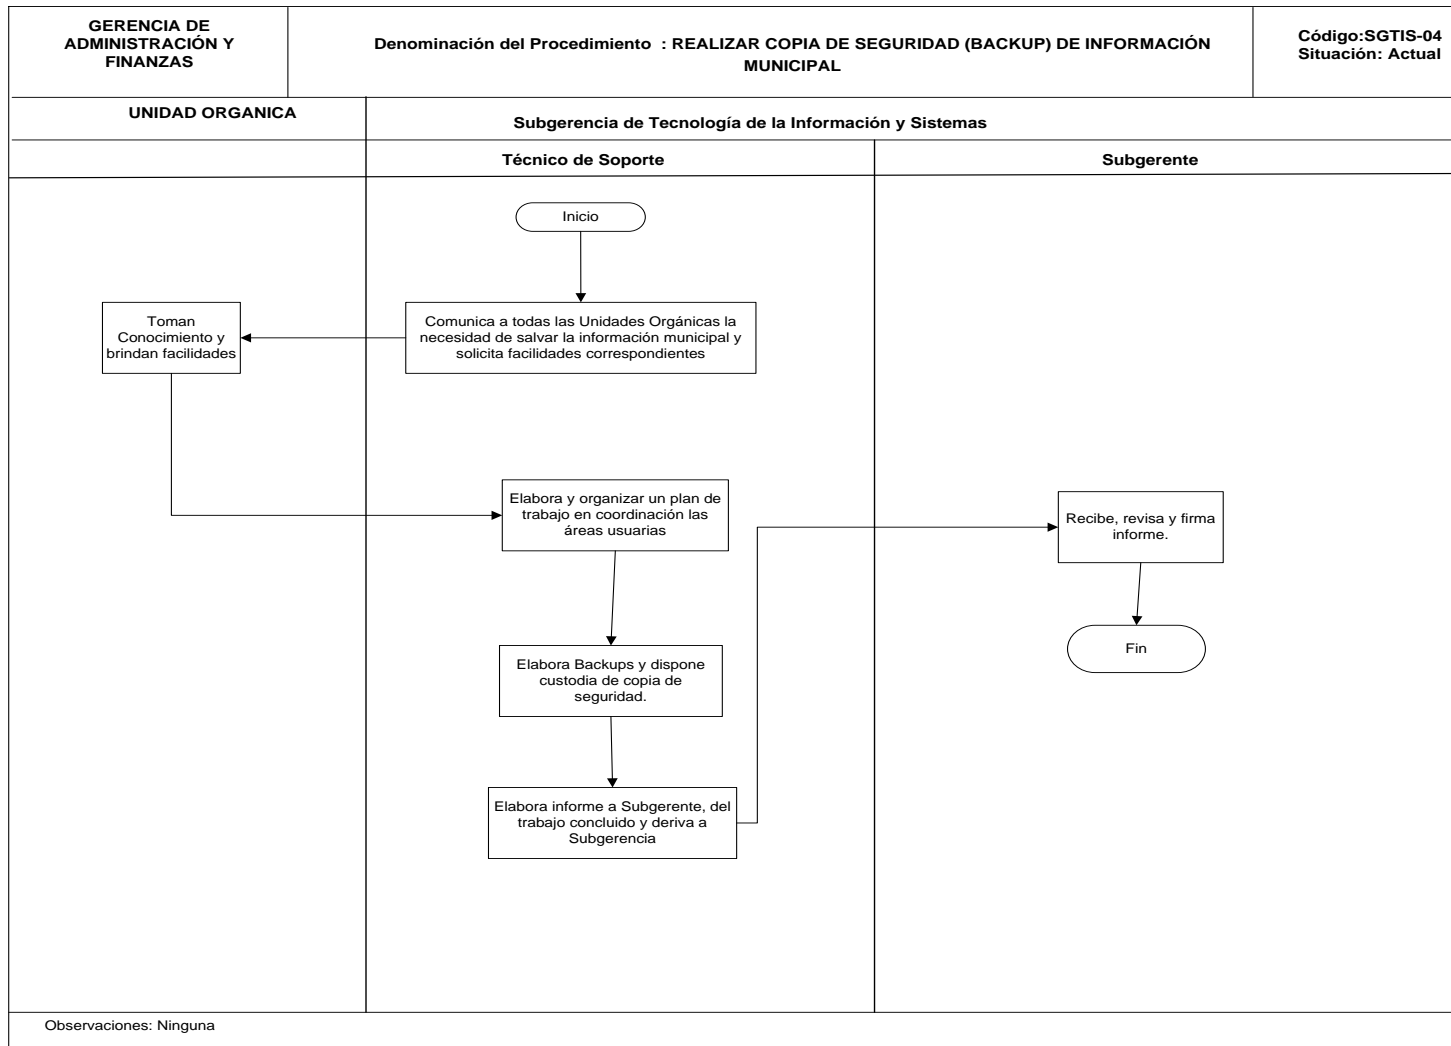 GERENCIA DE
ADMINISTRACIÓN Y
FINANZAS
Denominación del Procedimiento : REALIZAR COPIA DE SEGURIDAD (BACKUP) DE INFORMACIÓN
MUNICIPAL
Código:SGTIS-04
Situación: Actual
UNIDAD ORGANICA
Subgerencia de Tecnología de la Información y Sistemas
Técnico de Soporte
Subgerente
Inicio
Toman
Conocimiento y
brindan facilidades
Comunica a todas las Unidades Orgánicas la
necesidad de salvar la información municipal y
solicita facilidades correspondientes
Elabora y organizar un plan de
trabajo en coordinación las
áreas usuarias
Recibe, revisa y firma
informe.
Elabora Backups y dispone
custodia de copia de
seguridad.
Fin
Elabora informe a Subgerente, del
trabajo concluido y deriva a
Subgerencia
Observaciones: Ninguna